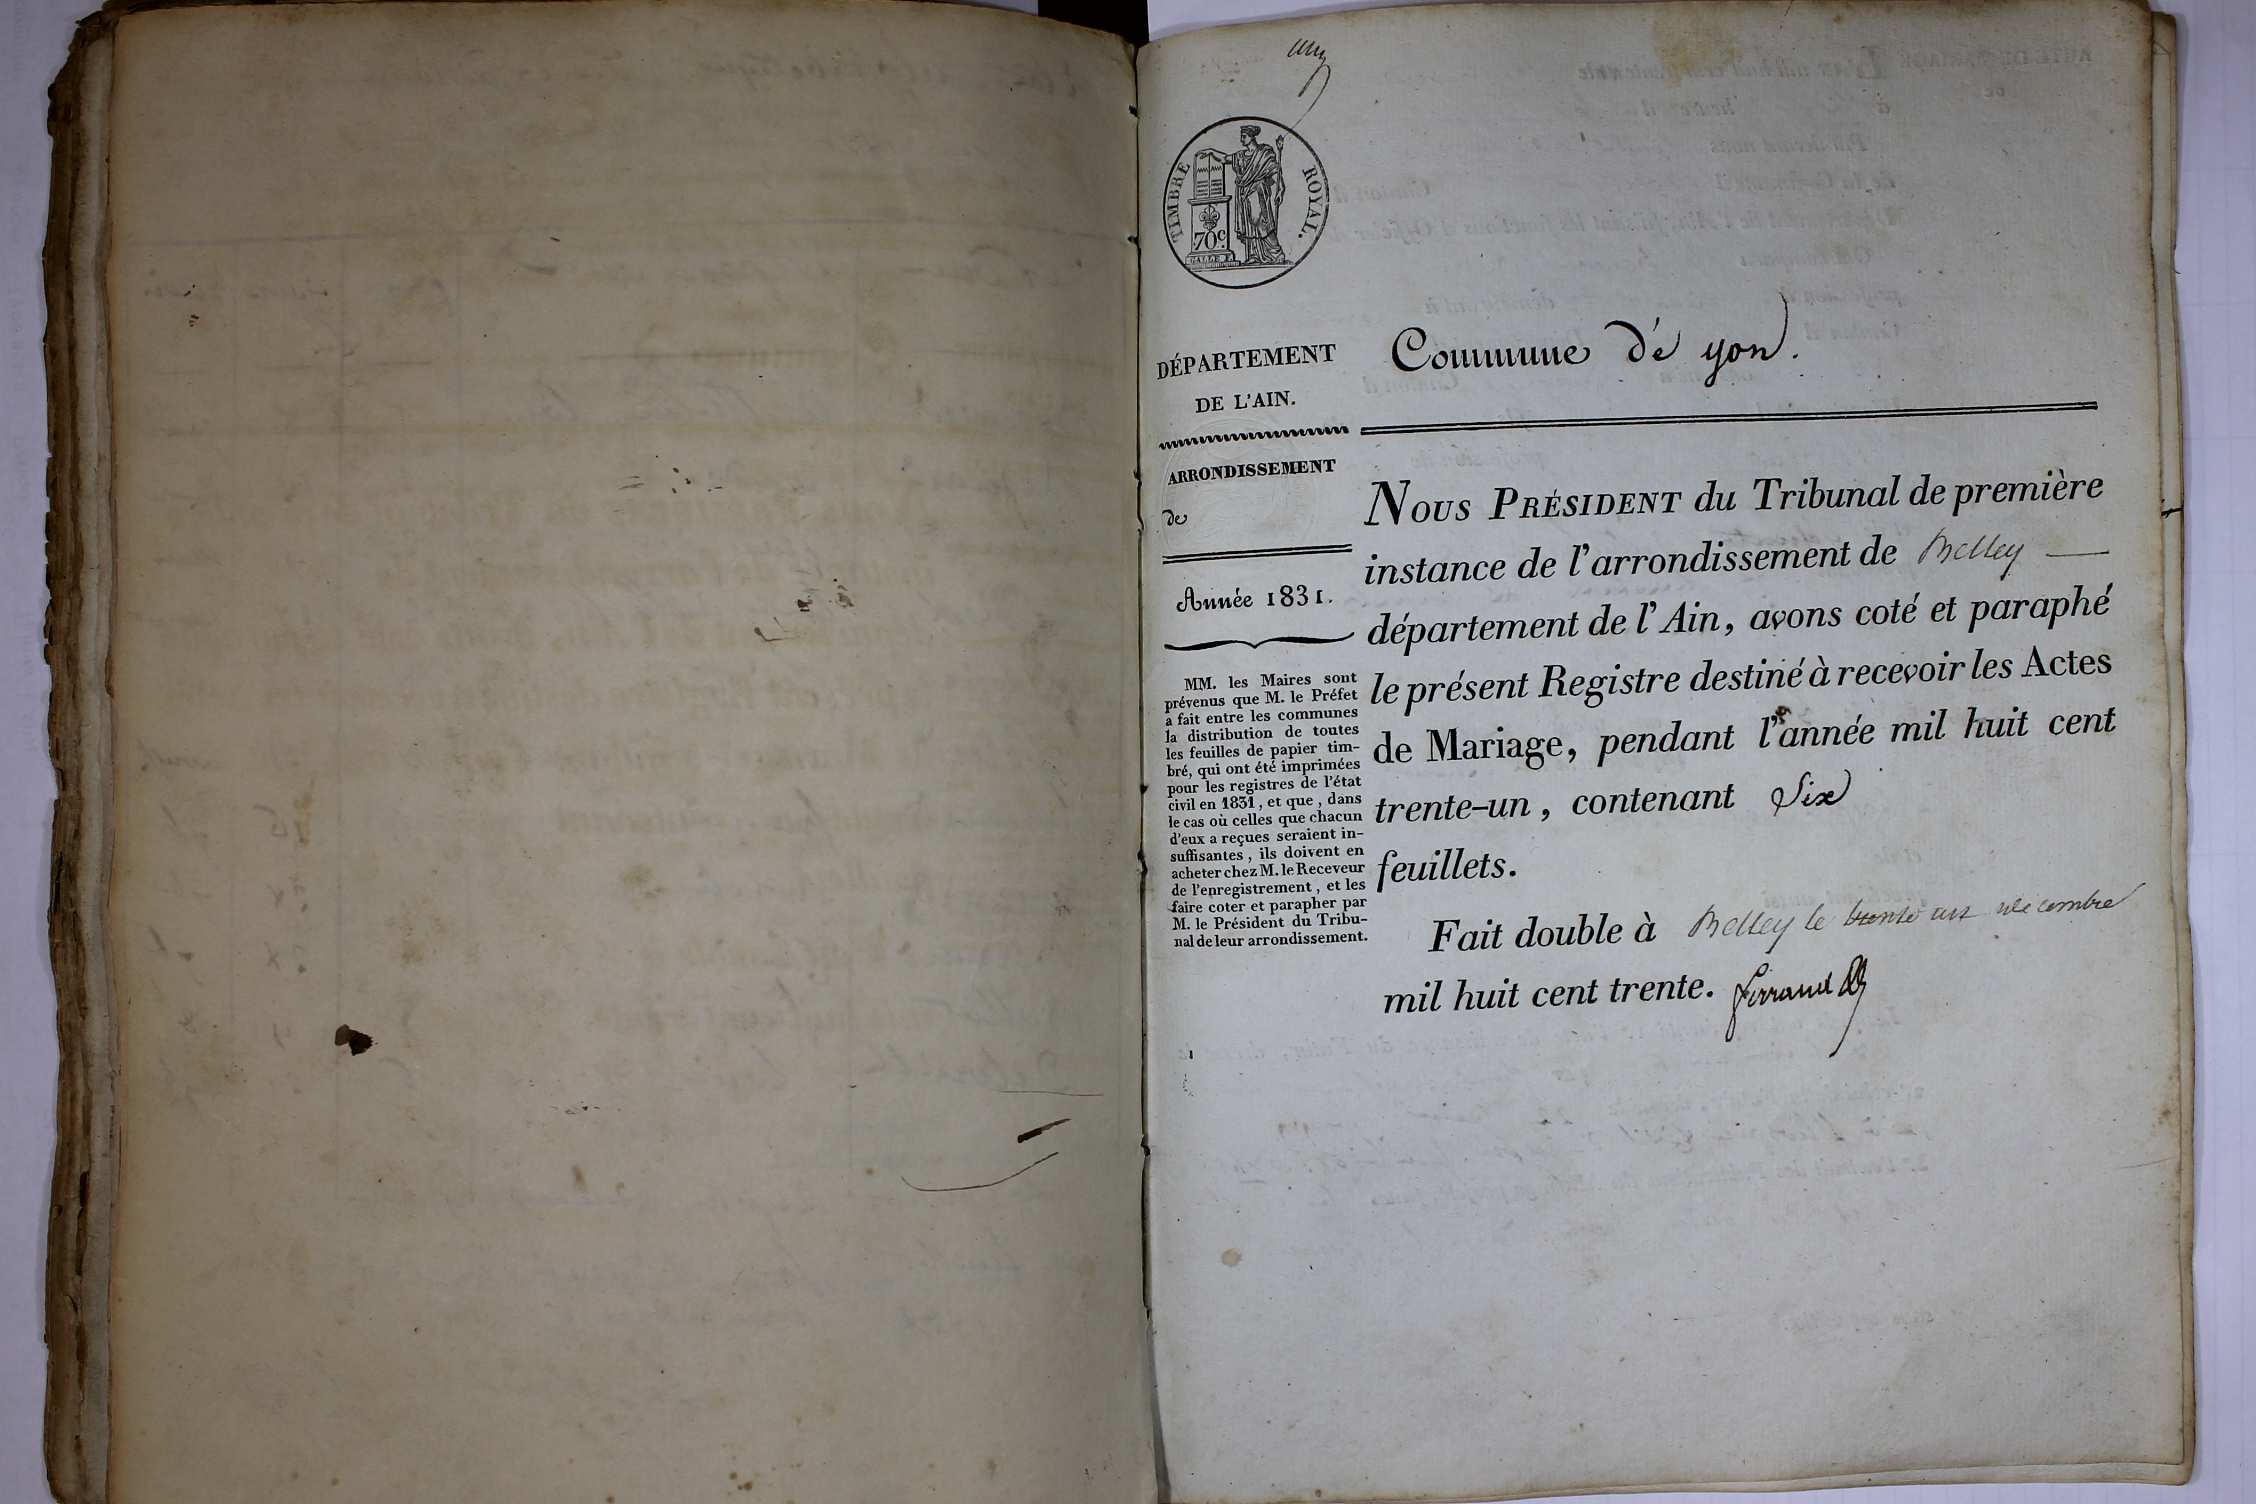 TIMBRE ROYAL.
70c.
DÉPARTEMENT
DE L'AIN.
ARRONDISSEMENT
de
Année 1831.
MM. les Maires sont
prévenus que M. le Préfet
a fait entre les communes
la distribution de toutes
les feuilles de papier tim-
bré, qui ont été imprimées
pour les registres de l'état
civil en 1831, et que, dans
le cas où celles que chacun
d'eux a reçues seraient in-
suffisantes, ils doivent en
acheter chez M. le Receveur
de l'enregistrement, et les
faire coter et parapher par
M. le Président du Tribu-
nal de leur arrondissement.
Commune d'é yon.
NOUS PRÉSIDENT du Tribunal de première
instance de l'arrondissement de Belley —
département de l'Ain, avons coté et paraphé
le présent Registre destiné à recevoir les Actes
de Mariage, pendant l'année mil huit cent
trente-un, contenant Six
feuillets.
Fait double à Belley le trente un decembre
mil huit cent trente. ferrand